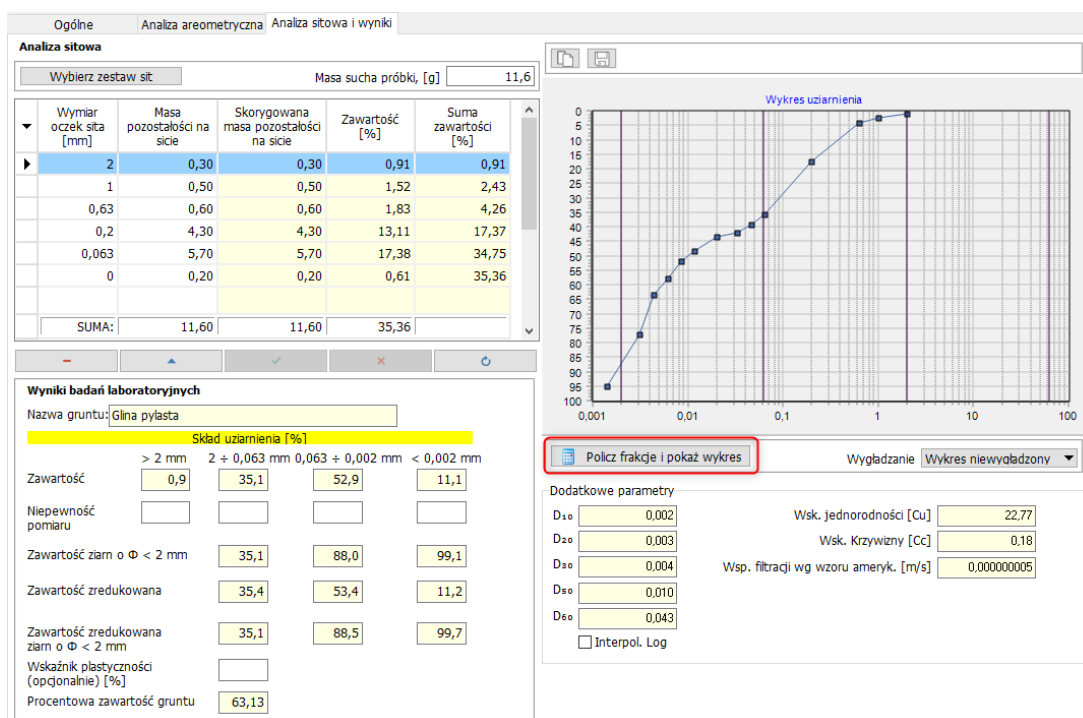 Ogólne Analiza areometryczna Analiza sitowa i wyniki
Analiza sitowa
Wybierz zestaw sit Masa sucha próbki, [g] 11,6
Wymiar oczek sita [mm] Masa pozostałości na sicie Skorygowana masa pozostałości na sicie Zawartość [%] Suma zawartości [%]
2 0,30 0,30 0,91 0,91
1 0,50 0,50 1,52 2,43
0,63 0,60 0,60 1,83 4,26
0,2 4,30 4,30 13,11 17,37
0,063 5,70 5,70 17,38 34,75
0 0,20 0,20 0,61 35,36
SUMA: 11,60 11,60 35,36
Wyniki badań laboratoryjnych
Nazwa gruntu: Glina pylasta
Skład uziarnienia [%]
> 2 mm 2 ÷ 0,063 mm 0,063 ÷ 0,002 mm < 0,002 mm
Zawartość 0,9 35,1 52,9 11,1
Niepewność
pomiaru
Zawartość ziarn o Φ < 2 mm 35,1 88,0 99,1
Zawartość zredukowana 35,4 53,4 11,2
Zawartość zredukowana
ziarn o Φ < 2 mm 35,1 88,5 99,7
Wskaźnik plastyczności
(opcjonalnie) [%]
Procentowa zawartość gruntu 63,13
Wykres uziarnienia
0
5
10
15
20
25
30
35
40
45
50
55
60
65
70
75
80
85
90
95
100
0,001 0,01 0,1 1 10 100
Policz frakcje i pokaż wykres Wygładzanie Wykres niewygładzony
Dodatkowe parametry
D10 0,002 Wsk. jednorodności [Cu] 22,77
D20 0,003 Wsk. Krzywizny [Cc] 0,18
D30 0,004 Wsp. filtracji wg wzoru ameryk. [m/s] 0,000000005
D50 0,010
D60 0,043
Interpol. Log